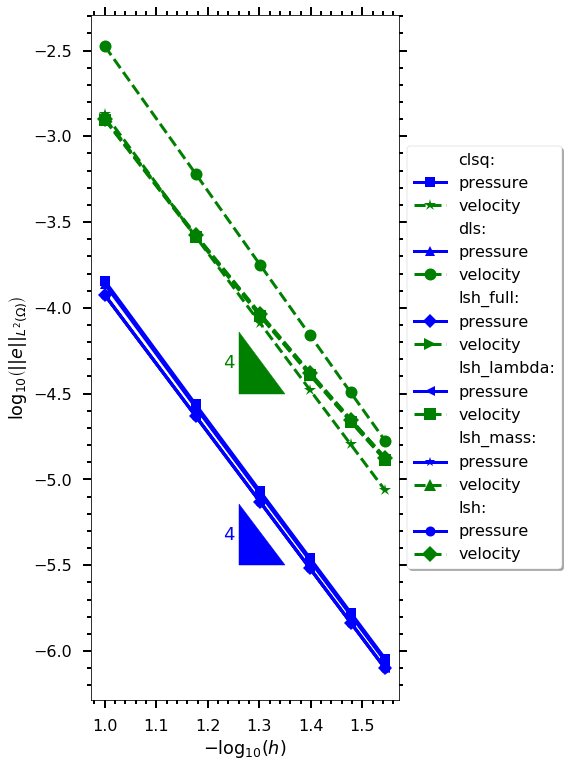 −2.5
−3.0
−3.5
−4.0
−4.5
−5.0
−5.5
−6.0
log₁₀(||e||_{L²(Ω)})
1.0 1.1 1.2 1.3 1.4 1.5
−log₁₀(h)
4
4
clsq:
pressure
velocity
dls:
pressure
velocity
lsh_full:
pressure
velocity
lsh_lambda:
pressure
velocity
lsh_mass:
pressure
velocity
lsh:
pressure
velocity